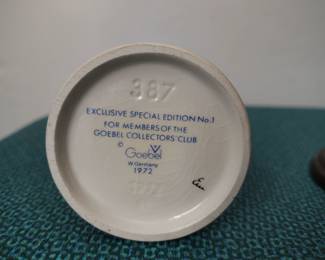 387
EXCLUSIVE SPECIAL EDITION No.1
FOR MEMBERS OF THE
GOEBEL COLLECTORS' CLUB
© Goebel
W. Germany
1972